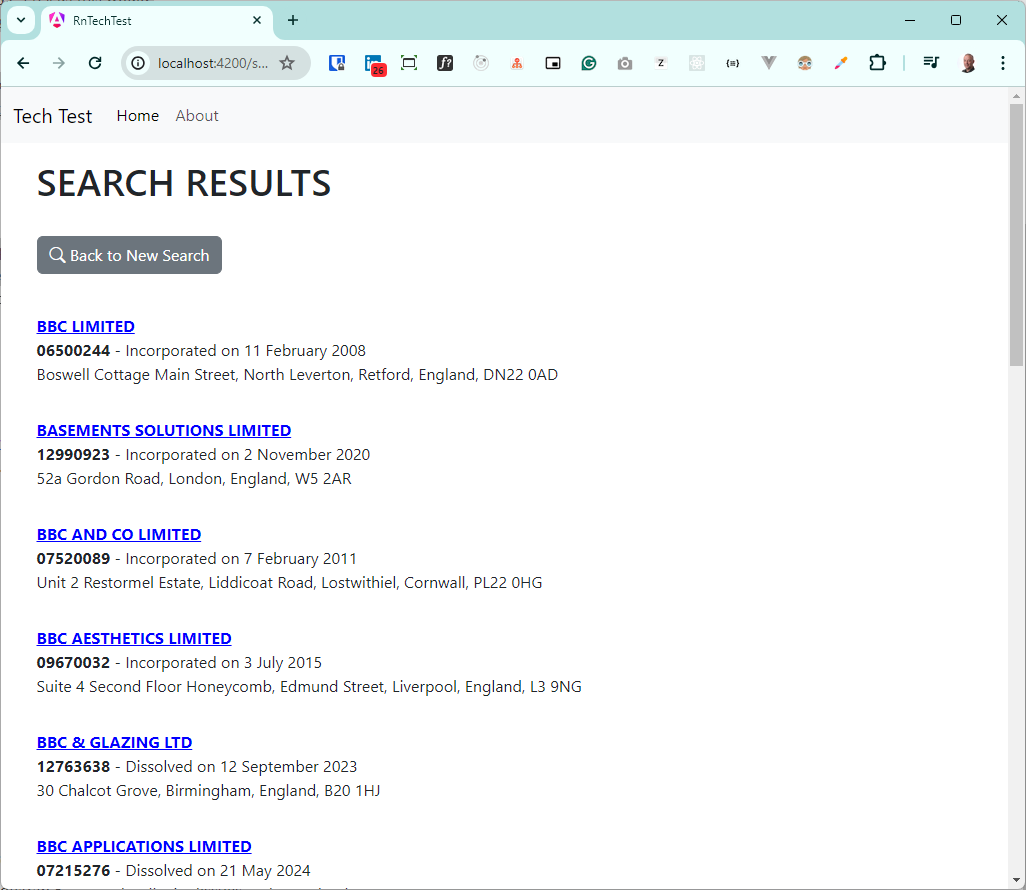 RnTechTest
localhost:4200/s...
26
f?
Z
Tech Test Home About
SEARCH RESULTS
Back to New Search
BBC LIMITED
06500244 - Incorporated on 11 February 2008
Boswell Cottage Main Street, North Leverton, Retford, England, DN22 0AD
BASEMENTS SOLUTIONS LIMITED
12990923 - Incorporated on 2 November 2020
52a Gordon Road, London, England, W5 2AR
BBC AND CO LIMITED
07520089 - Incorporated on 7 February 2011
Unit 2 Restormel Estate, Liddicoat Road, Lostwithiel, Cornwall, PL22 0HG
BBC AESTHETICS LIMITED
09670032 - Incorporated on 3 July 2015
Suite 4 Second Floor Honeycomb, Edmund Street, Liverpool, England, L3 9NG
BBC & GLAZING LTD
12763638 - Dissolved on 12 September 2023
30 Chalcot Grove, Birmingham, England, B20 1HJ
BBC APPLICATIONS LIMITED
07215276 - Dissolved on 21 May 2024